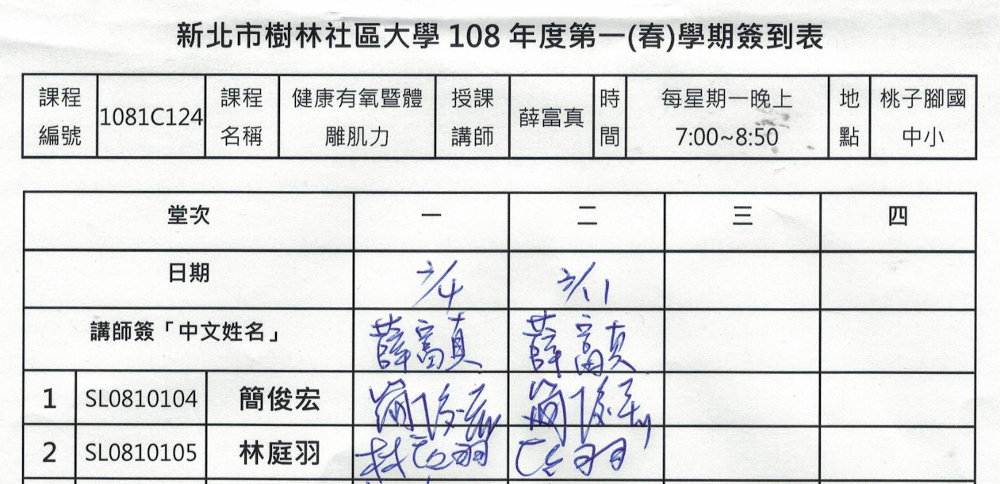 新北市樹林社區大學 108 年度第一(春)學期簽到表
課程編號 1081C124 課程名稱 健康有氧暨體雕肌力 授課講師 薛富真 時間 每星期一晚上 7:00~8:50 地點 桃子腳國中小
堂次 一 二 三 四
日期 3/4 3/11
講師簽「中文姓名」 薛富真 薛富真
1 SL0810104 簡俊宏 簡俊宏 簡俊宏
2 SL0810105 林庭羽 林庭羽 庭羽